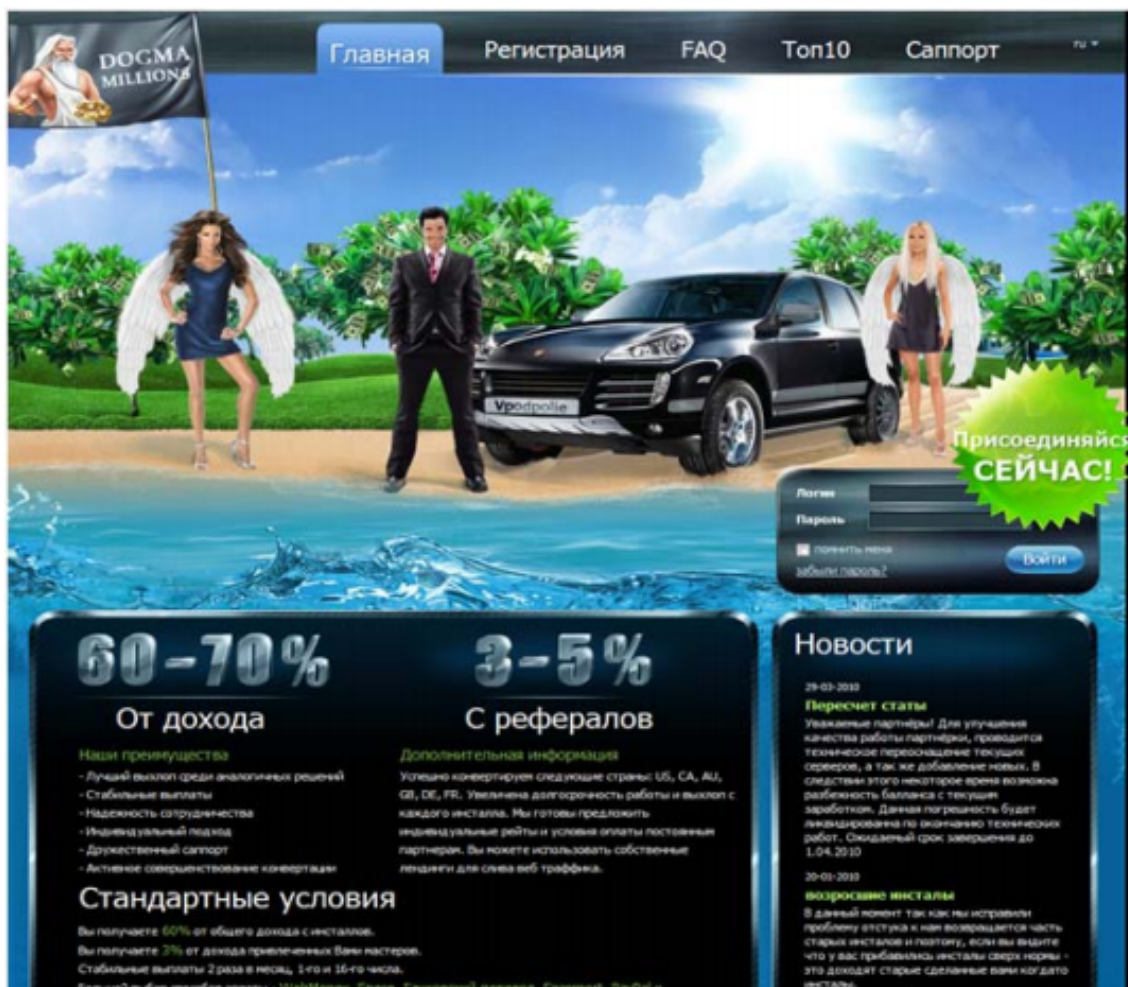 DOGMA
MILLIONS
Главная
Регистрация
FAQ
Топ10
Саппорт
ru
Vpodpolie
Присоединяйся
СЕЙЧАС!
Логин
Пароль
помнить меня
забыли пароль?
Войти
60-70%
От дохода
Наши преимущества
- Лучший выхлоп среди аналогичных решений
- Стабильные выплаты
- Надежность сотрудничества
- Индивидуальный подход
- Дружественный саппорт
- Активное совершенствование конвертации
3-5%
С рефералов
Дополнительная информация
Успешно конвертируем следующие страны: US, CA, AU,
GB, DE, FR. Увеличена долгосрочность работы и выхлоп с
каждого инсталла. Мы готовы предложить
индивидуальные рейты и условия оплаты постоянным
партнерам. Вы можете использовать собственные
лендинги для слива веб траффика.
Стандартные условия
Вы получаете 60% от общего дохода с инсталлов.
Вы получаете 3% от дохода привлеченных Вами мастеров.
Стабильные выплаты 2 раза в месяц, 1-го и 16-го числа.
Новости
29-03-2010
Пересчет статы
Уважаемые партнёры! Для улучшения
качества работы партнёрки, проводится
техническое переоснащение текущих
серверов, а так же добавление новых. В
следствии этого некоторое время возможна
разбежность балланса с текущим
заработком. Данная погрешность будет
ликвидированна по окончанию технических
работ. Ожидаемый срок завершения до
1.04.2010
20-01-2010
возросшие инсталы
В данный момент так как мы исправили
проблему отстука к нам возвращается часть
старых инсталов и поэтому, если вы видите
что у вас прибавились инсталы сверх нормы -
это доходят старые сделанные вами когдато
инсталы.